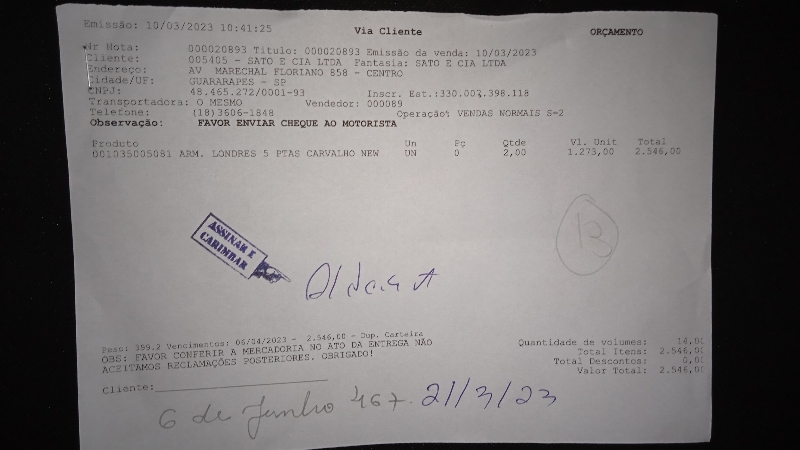 Emissão: 10/03/2023 10:41:25 Via Cliente ORÇAMENTO
Nr Nota: 000020893 Titulo: 000020893 Emissão da venda: 10/03/2023
Cliente: 005405 - SATO E CIA LTDA Fantasia: SATO E CIA LTDA
Endereço: AV MARECHAL FLORIANO 858 - CENTRO
Cidade/UF: GUARARAPES - SP
CNPJ: 48.465.272/0001-93 Inscr. Est.:330.007.398.118
Transportadora: O MESMO Vendedor: 000089
Telefone: (18)3606-1848 Operação: VENDAS NORMAIS S-2
Observação: FAVOR ENVIAR CHEQUE AO MOTORISTA
Produto Un Pç Qtde Vl. Unit Total
001035005081 ARM. LONDRES 5 PTAS CARVALHO NEW UN 0 2,00 1.273,00 2.546,00
ASSINAR E
CARIMBAR
13
Peso: 399.2 Vencimentos: 06/04/2023 - 2.546,00 - Dup. Carteira
OBS: FAVOR CONFERIR A MERCADORIA NO ATO DA ENTREGA NÃO
ACEITAMOS RECLAMAÇÕES POSTERIORES. OBRIGADO!
Quantidade de volumes: 14,00
Total Itens: 2.546,00
Total Descontos: 0,00
Valor Total: 2.546,00
Cliente:
6 de Junho 467. 21/3/23